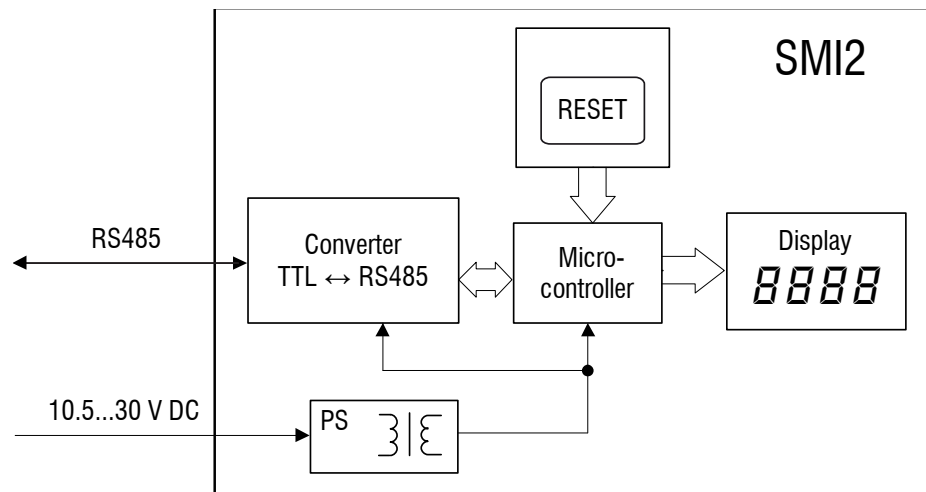 SMI2
RESET
RS485
Converter
TTL ↔ RS485
Micro-
controller
Display
8888
10.5...30 V DC
PS